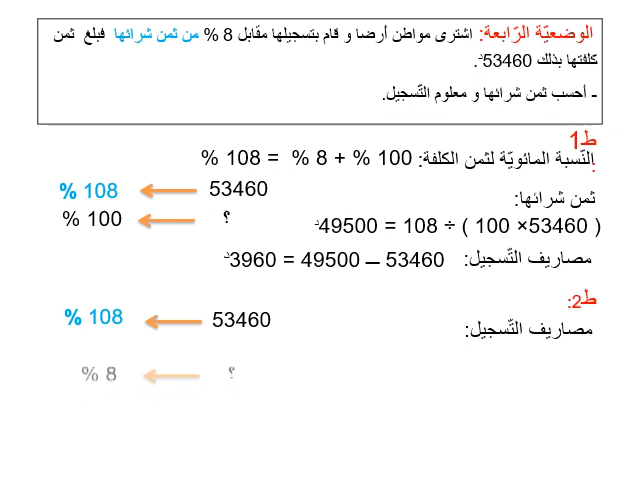 الوضعيّة الرّابعة: اشترى مواطن أرضا و قام بتسجيلها مقابل 8 % من ثمن شرائها فبلغ ثمن
كلفتها بذلك 53460د.
- أحسب ثمن شرائها و معلوم التّسجيل.
ط1
:
النّسبة المائويّة لثمن الكلفة: 100 % + 8 % = 108 %
53460 108 %
ثمن شرائها:
؟ 100 %
( 53460× 100 ) ÷ 108 = 49500د
مصاريف التّسجيل: 53460 – 49500 = 3960د
ط2:
53460 108 %
مصاريف التّسجيل:
؟ 8 %